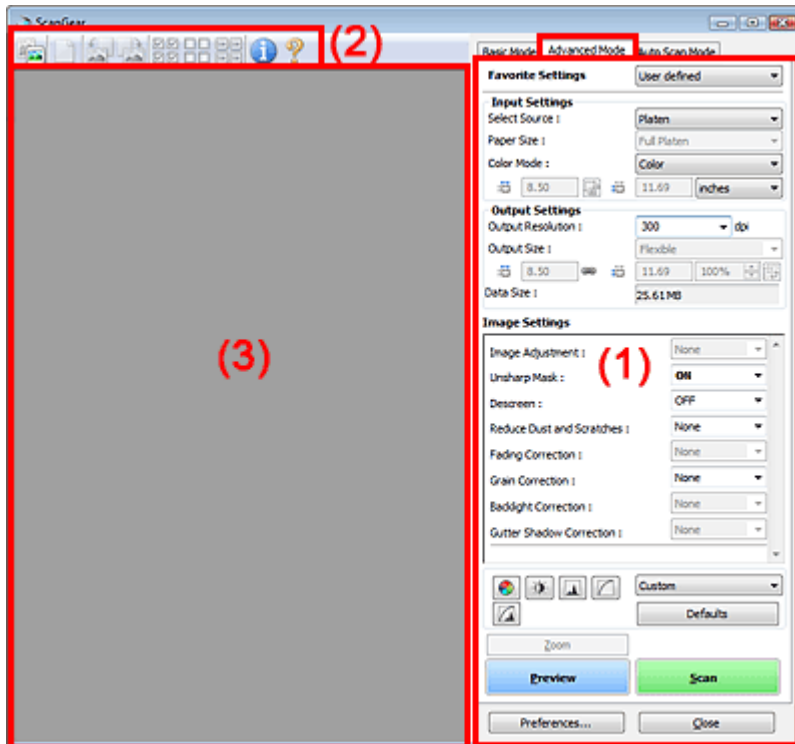 ScanGear
(2)
Basic Mode Advanced Mode Auto Scan Mode
Favorite Settings User defined
Input Settings
Select Source : Platen
Paper Size : Full Platen
Color Mode : Color
8.50 11.69 inches
Output Settings
Output Resolution : 300 dpi
Output Size : Flexible
8.50 11.69 100%
Data Size : 25.61MB
Image Settings
(3)
(1)
Image Adjustment : None
Unsharp Mask : ON
Descreen : OFF
Reduce Dust and Scratches : None
Fading Correction : None
Grain Correction : None
Backlight Correction : None
Gutter Shadow Correction : None
Custom
Defaults
Zoom
Preview Scan
Preferences... Close